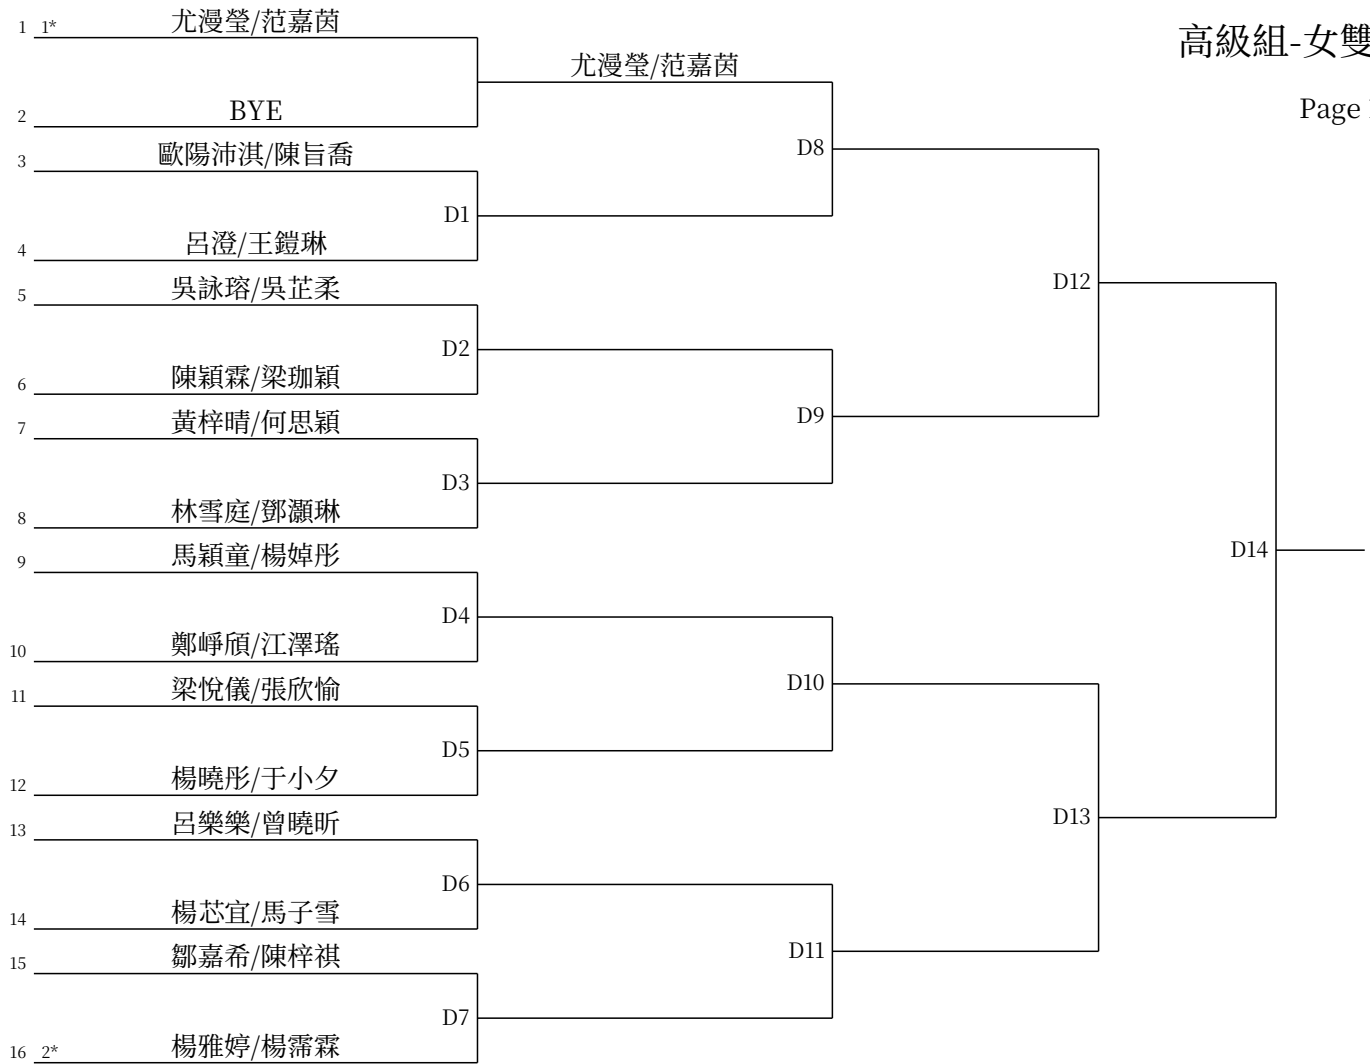 高級組-女雙
Page
1 1* 尤漫瑩/范嘉茵
尤漫瑩/范嘉茵
2 BYE
D8
3 歐陽沛淇/陳旨喬
D1
4 呂澄/王鎧琳
D12
5 吳詠瑢/吳芷柔
D2
6 陳穎霖/梁珈穎
D9
7 黃梓晴/何思穎
D3
8 林雪庭/鄧灝琳
D14
9 馬穎童/楊婥彤
D4
10 鄭崢頎/江澤瑤
D10
11 梁悅儀/張欣愉
D5
12 楊曉彤/于小夕
D13
13 呂樂樂/曾曉昕
D6
14 楊芯宜/馬子雪
D11
15 鄒嘉希/陳梓祺
D7
16 2* 楊雅婷/楊霈霖